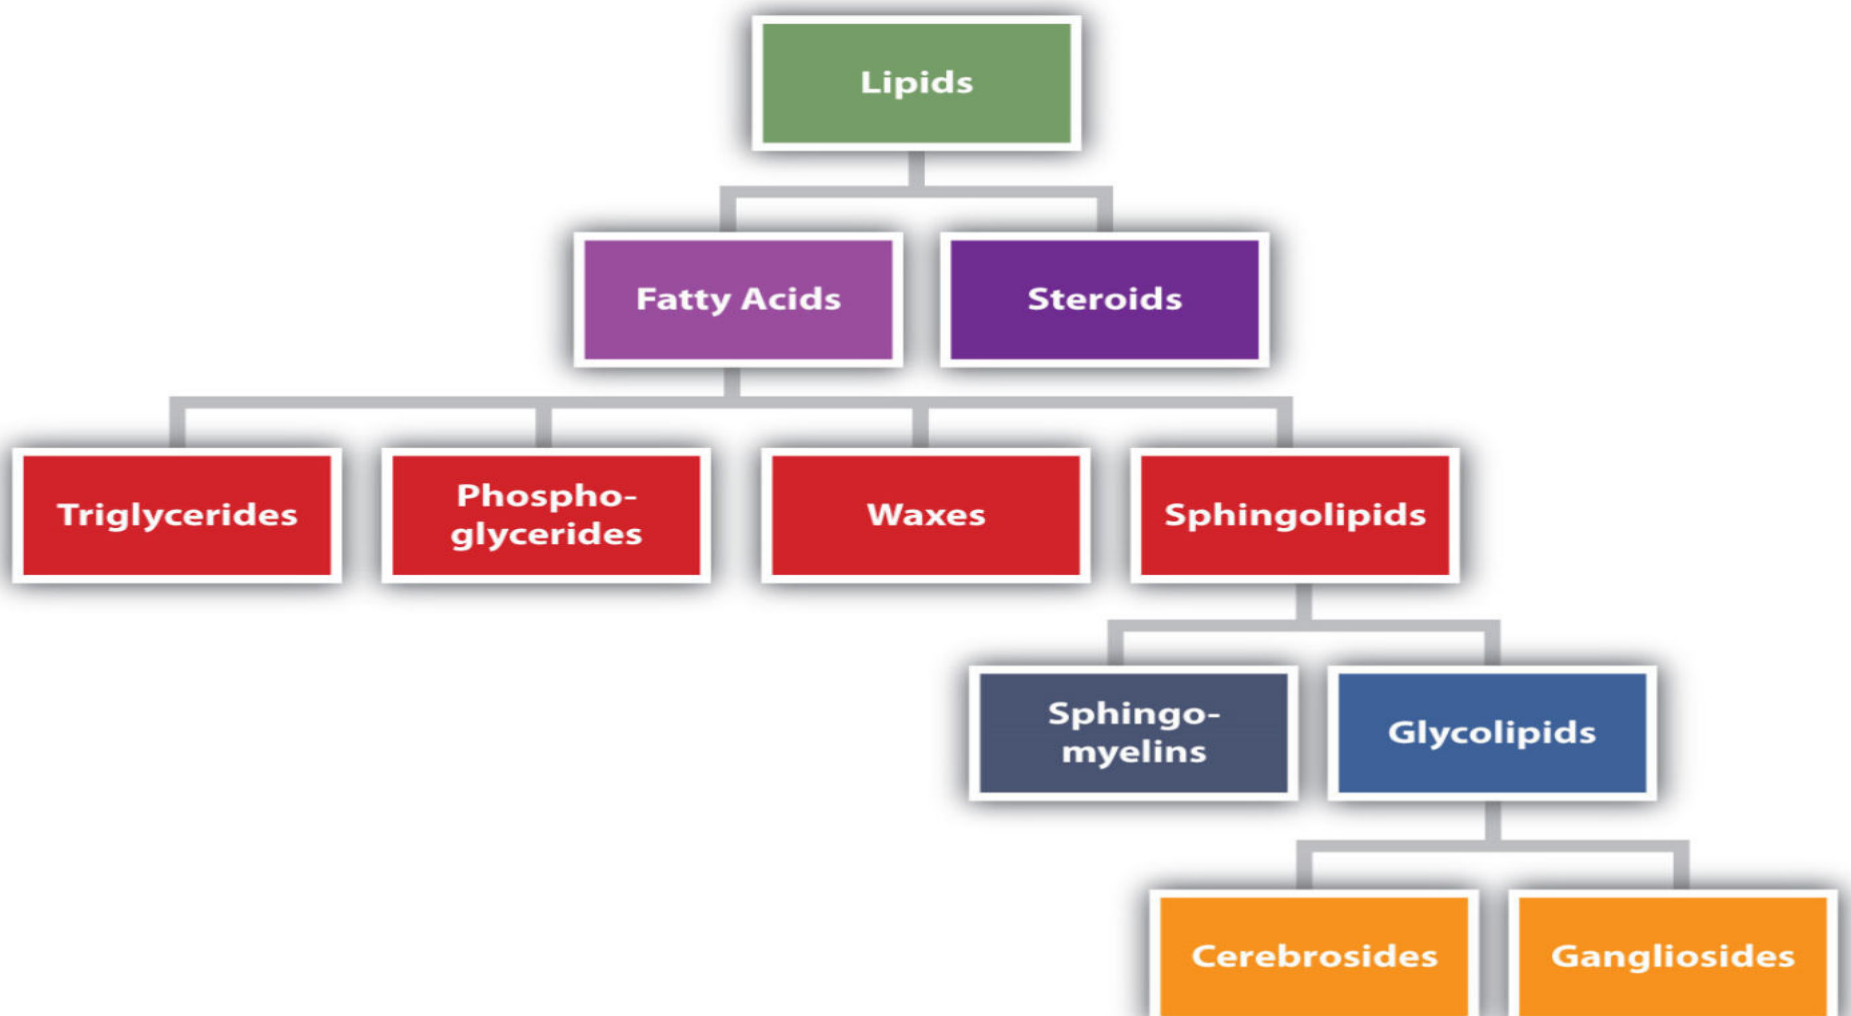 Lipids
Fatty Acids
Steroids
Triglycerides
Phospho-
glycerides
Waxes
Sphingolipids
Sphingo-
myelins
Glycolipids
Cerebrosides
Gangliosides